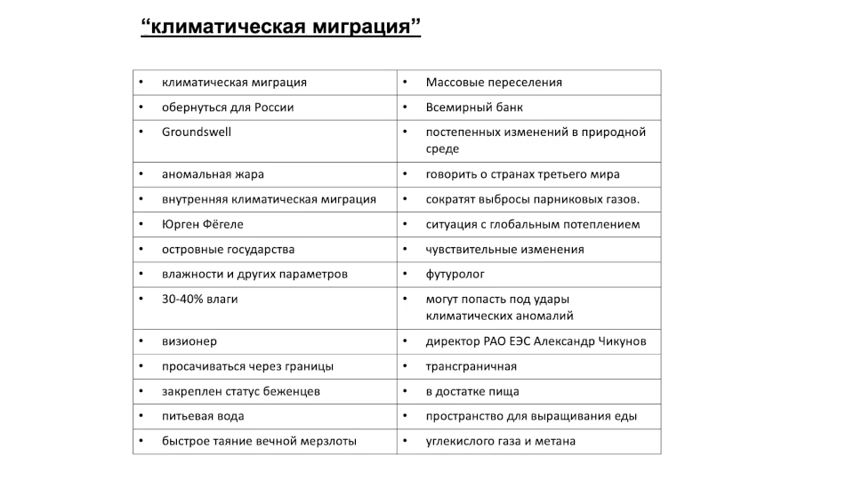 “климатическая миграция”
• климатическая миграция • Массовые переселения
• обернуться для России • Всемирный банк
• Groundswell • постепенных изменений в природной
среде
• аномальная жара • говорить о странах третьего мира
• внутренняя климатическая миграция • сократят выбросы парниковых газов.
• Юрген Фёгеле • ситуация с глобальным потеплением
• островные государства • чувствительные изменения
• влажности и других параметров • футуролог
• 30-40% влаги • могут попасть под удары
климатических аномалий
• визионер • директор РАО ЕЭС Александр Чикунов
• просачиваться через границы • трансграничная
• закреплен статус беженцев • в достатке пища
• питьевая вода • пространство для выращивания еды
• быстрое таяние вечной мерзлоты • углекислого газа и метана